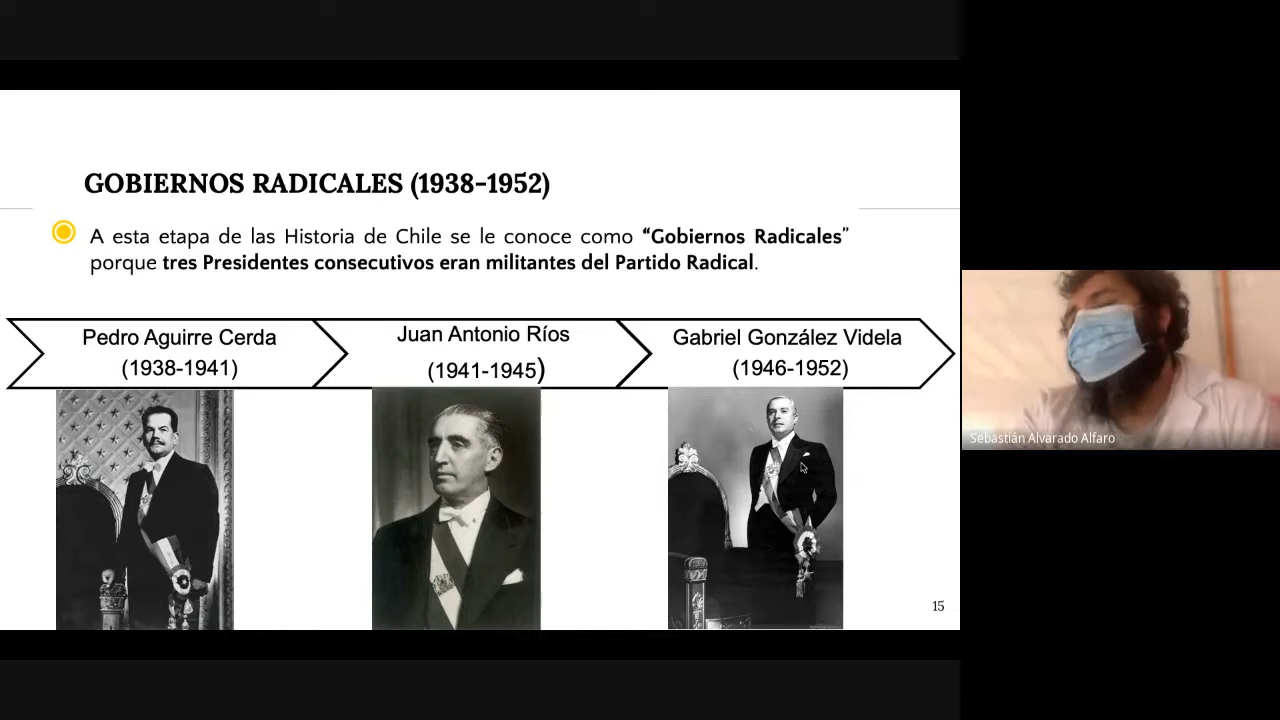 GOBIERNOS RADICALES (1938-1952)
A esta etapa de las Historia de Chile se le conoce como “Gobiernos Radicales”
porque tres Presidentes consecutivos eran militantes del Partido Radical.
Pedro Aguirre Cerda
(1938-1941)
Juan Antonio Ríos
(1941-1945)
Gabriel González Videla
(1946-1952)
15
Sebastián Alvarado Alfaro